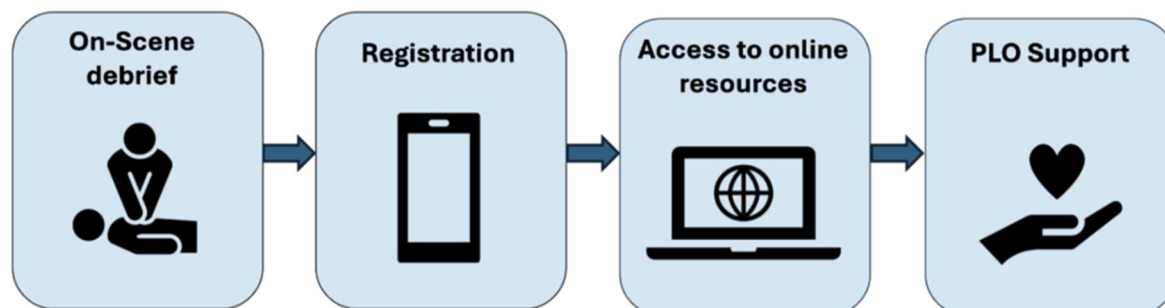 On-Scene
debrief
Registration
Access to online
resources
PLO Support